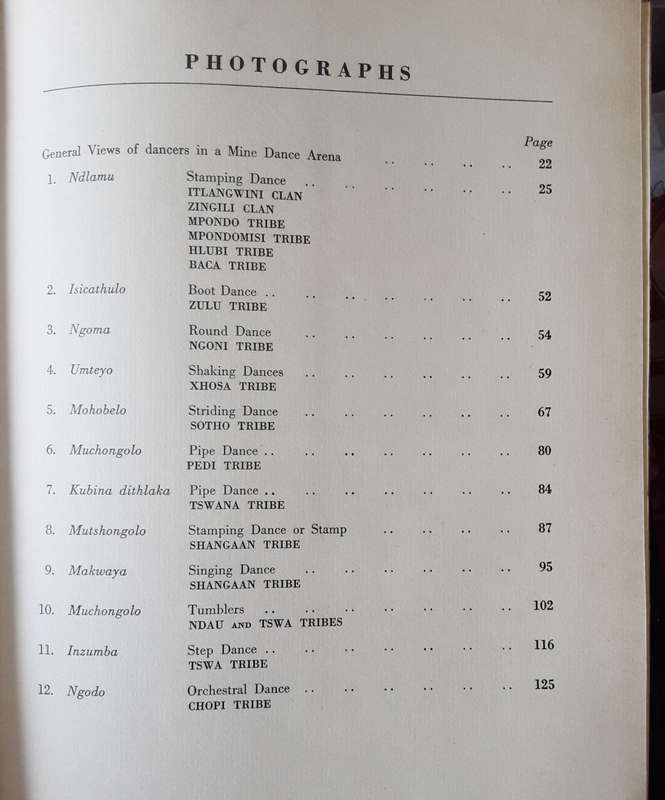 PHOTOGRAPHS
Page
General Views of dancers in a Mine Dance Arena .. .. .. .. 22
1. Ndlamu Stamping Dance .. .. .. .. .. .. 25
ITLANGWINI CLAN
ZINGILI CLAN
MPONDO TRIBE
MPONDOMISI TRIBE
HLUBI TRIBE
BACA TRIBE
2. Isicathulo Boot Dance .. .. .. .. .. .. .. 52
ZULU TRIBE
3. Ngoma Round Dance .. .. .. .. .. .. 54
NGONI TRIBE
4. Umteyo Shaking Dances .. .. .. .. .. .. 59
XHOSA TRIBE
5. Mohobelo Striding Dance .. .. .. .. .. .. 67
SOTHO TRIBE
6. Muchongolo Pipe Dance .. .. .. .. .. .. .. 80
PEDI TRIBE
7. Kubina dithlaka Pipe Dance .. .. .. .. .. .. .. 84
TSWANA TRIBE
8. Mutshongolo Stamping Dance or Stamp .. .. .. .. 87
SHANGAAN TRIBE
9. Makwaya Singing Dance .. .. .. .. .. .. 95
SHANGAAN TRIBE
10. Muchongolo Tumblers .. .. .. .. .. .. .. 102
NDAU AND TSWA TRIBES
11. Inzumba Step Dance .. .. .. .. .. .. .. 116
TSWA TRIBE
12. Ngodo Orchestral Dance .. .. .. .. .. .. 125
CHOPI TRIBE